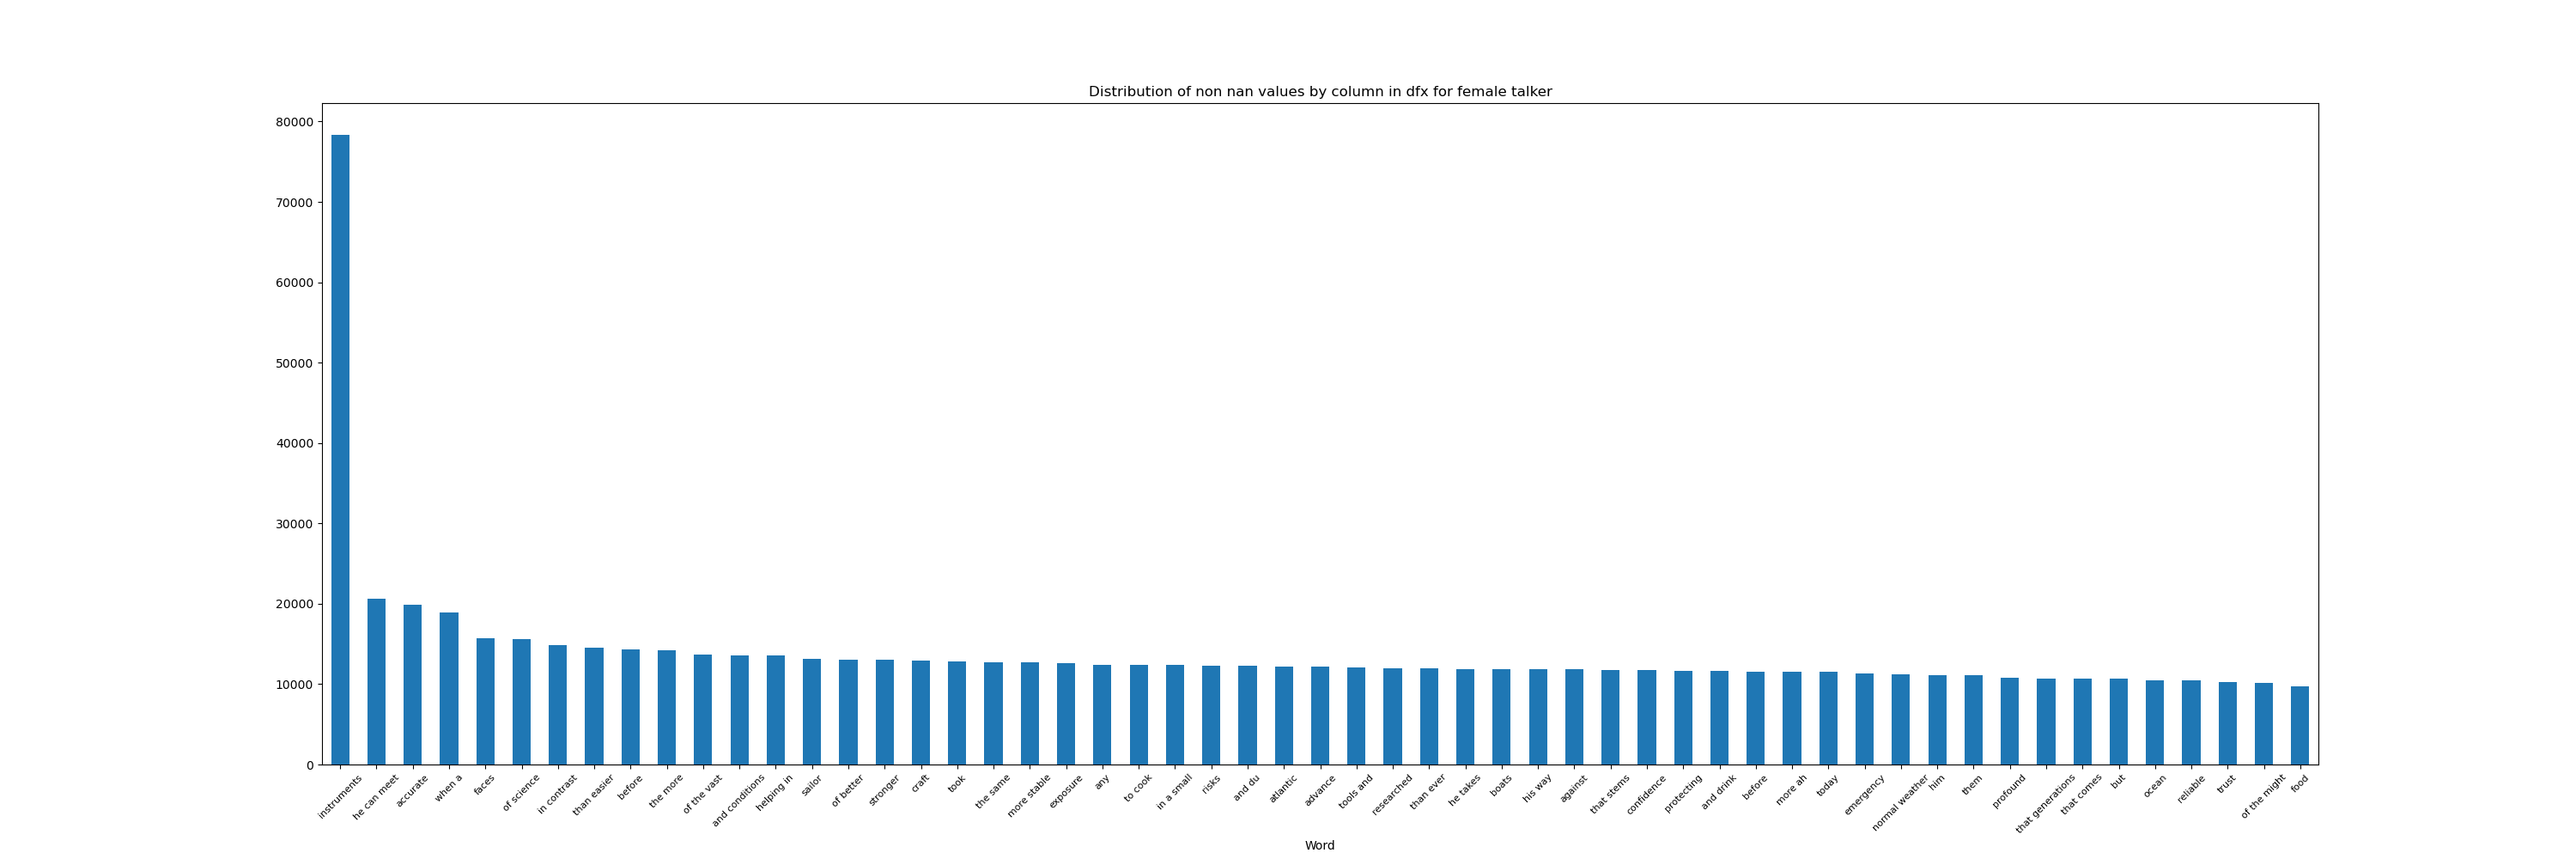 Distribution of non nan values by column in dfx for female talker
80000
70000
60000
50000
40000
30000
20000
10000
0
instruments
he can meet
accurate
when a
faces
of science
in contrast
than easier
before
the more
of the vast
and conditions
helping in
sailor
of better
stronger
craft
took
the same
more stable
exposure
any
to cook
in a small
risks
and du
atlantic
advance
tools and
researched
than ever
he takes
boats
his way
against
that stems
confidence
protecting
and drink
before
more ah
today
emergency
normal weather
him
them
profound
that generations
that comes
but
ocean
reliable
trust
of the might
food
Word